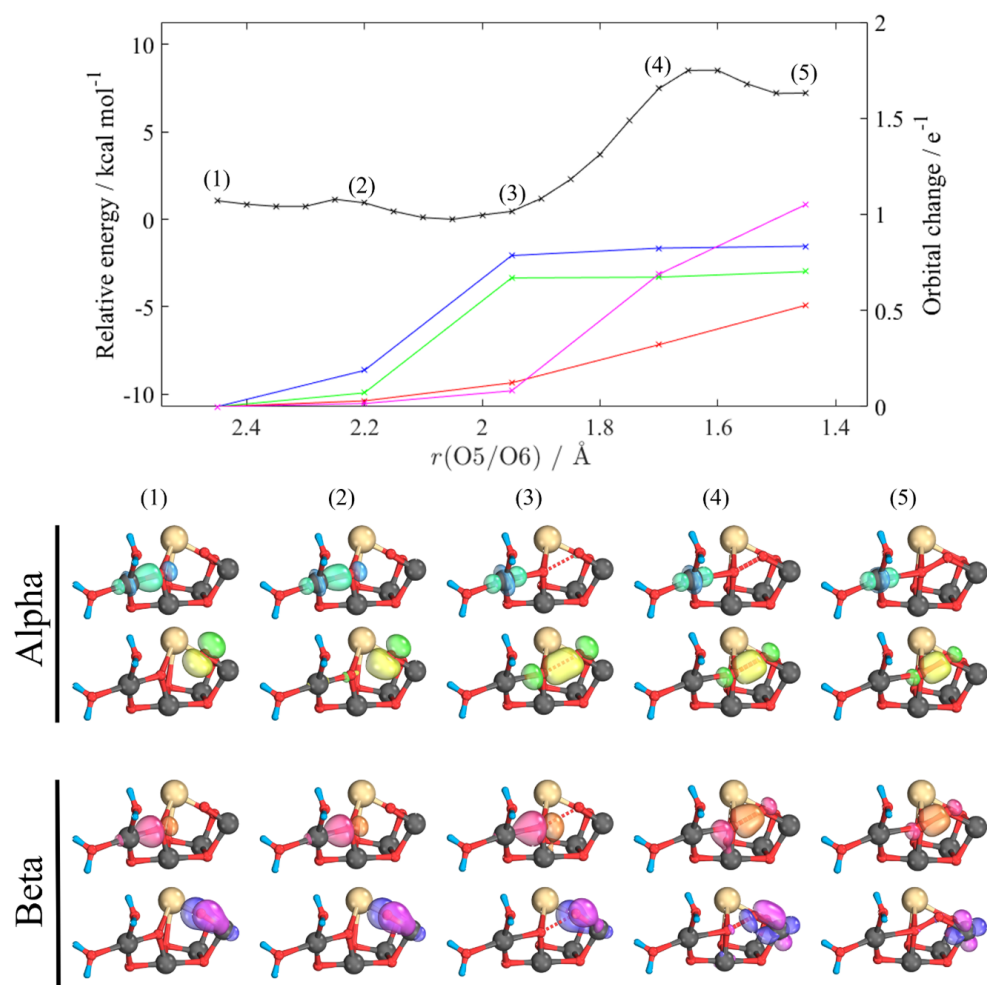 10
5
0
-5
-10
Relative energy / kcal mol⁻¹
(1)
(2)
(3)
(4)
(5)
2
1.5
1
0.5
0
Orbital change / e⁻¹
2.4 2.2 2 1.8 1.6 1.4
r(O5/O6) / Å
(1) (2) (3) (4) (5)
Alpha
Beta